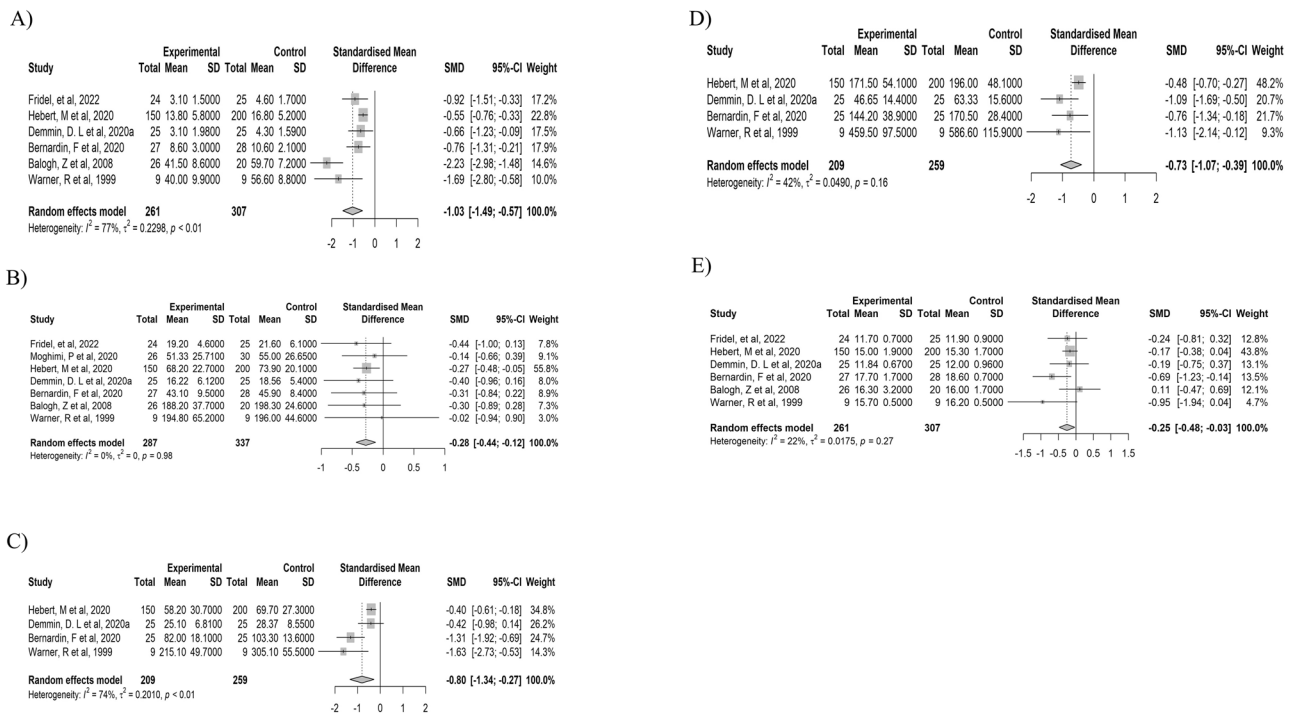 A)
Experimental Control Standardised Mean
Study Total Mean SD Total Mean SD Difference SMD 95%-CI Weight
Fridel, et al, 2022 24 3.10 1.5000 25 4.60 1.7000 -0.92 [-1.51; -0.33] 17.2%
Hebert, M et al, 2020 150 13.80 5.8000 200 16.80 5.2000 -0.55 [-0.76; -0.33] 22.8%
Demmin, D. L et al, 2020a 25 3.10 1.9800 25 4.30 1.5900 -0.66 [-1.23; -0.09] 17.5%
Bernardin, F et al, 2020 27 8.60 3.0000 28 10.60 2.1000 -0.76 [-1.31; -0.21] 17.9%
Balogh, Z et al, 2008 26 41.50 8.6000 20 59.70 7.2000 -2.23 [-2.98; -1.48] 14.6%
Warner, R et al, 1999 9 40.00 9.9000 9 56.60 8.8000 -1.69 [-2.80; -0.58] 10.0%
Random effects model 261 307 -1.03 [-1.49; -0.57] 100.0%
Heterogeneity: I² = 77%, τ² = 0.2298, p < 0.01
-2 -1 0 1 2
B)
Experimental Control Standardised Mean
Study Total Mean SD Total Mean SD Difference SMD 95%-CI Weight
Fridel, et al, 2022 24 19.20 4.6000 25 21.60 6.1000 -0.44 [-1.00; 0.13] 7.8%
Moghimi, P et al, 2020 26 51.33 25.7100 30 55.00 26.6500 -0.14 [-0.66; 0.39] 9.1%
Hebert, M et al, 2020 150 68.20 22.7000 200 73.90 20.1000 -0.27 [-0.48; -0.05] 55.8%
Demmin, D. L et al, 2020a 25 16.22 6.1200 25 18.56 5.4000 -0.40 [-0.96; 0.16] 8.0%
Bernardin, F et al, 2020 27 43.10 9.5000 28 45.90 8.4000 -0.31 [-0.84; 0.22] 8.9%
Balogh, Z et al, 2008 26 188.20 37.7000 20 198.30 24.6000 -0.30 [-0.89; 0.28] 7.3%
Warner, R et al, 1999 9 194.80 65.2000 9 196.00 44.6000 -0.02 [-0.94; 0.90] 3.0%
Random effects model 287 337 -0.28 [-0.44; -0.12] 100.0%
Heterogeneity: I² = 0%, τ² = 0, p = 0.98
-1 -0.5 0 0.5 1
C)
Experimental Control Standardised Mean
Study Total Mean SD Total Mean SD Difference SMD 95%-CI Weight
Hebert, M et al, 2020 150 58.20 30.7000 200 69.70 27.3000 -0.40 [-0.61; -0.18] 34.8%
Demmin, D. L et al, 2020a 25 25.10 6.8100 25 28.37 8.5500 -0.42 [-0.98; 0.14] 26.2%
Bernardin, F et al, 2020 25 82.00 18.1000 25 103.30 13.6000 -1.31 [-1.92; -0.69] 24.7%
Warner, R et al, 1999 9 215.10 49.7000 9 305.10 55.5000 -1.63 [-2.73; -0.53] 14.3%
Random effects model 209 259 -0.80 [-1.34; -0.27] 100.0%
Heterogeneity: I² = 74%, τ² = 0.2010, p < 0.01
-2 -1 0 1 2
D)
Experimental Control Standardised Mean
Study Total Mean SD Total Mean SD Difference SMD 95%-CI Weight
Hebert, M et al, 2020 150 171.50 54.1000 200 196.00 48.1000 -0.48 [-0.70; -0.27] 48.2%
Demmin, D. L et al, 2020a 25 46.65 14.4000 25 63.33 15.6000 -1.09 [-1.69; -0.50] 20.7%
Bernardin, F et al, 2020 25 144.20 38.9000 25 170.50 28.4000 -0.76 [-1.34; -0.18] 21.7%
Warner, R et al, 1999 9 459.50 97.5000 9 586.60 115.9000 -1.13 [-2.14; -0.12] 9.3%
Random effects model 209 259 -0.73 [-1.07; -0.39] 100.0%
Heterogeneity: I² = 42%, τ² = 0.0490, p = 0.16
-2 -1 0 1 2
E)
Experimental Control Standardised Mean
Study Total Mean SD Total Mean SD Difference SMD 95%-CI Weight
Fridel, et al, 2022 24 11.70 0.7000 25 11.90 0.9000 -0.24 [-0.81; 0.32] 12.8%
Hebert, M et al, 2020 150 15.00 1.9000 200 15.30 1.7000 -0.17 [-0.38; 0.04] 43.8%
Demmin, D. L et al, 2020a 25 11.84 0.6700 25 12.00 0.9600 -0.19 [-0.75; 0.37] 13.1%
Bernardin, F et al, 2020 27 17.70 1.7000 28 18.60 0.7000 -0.69 [-1.23; -0.14] 13.5%
Balogh, Z et al, 2008 26 16.30 3.2000 20 16.00 1.7000 0.11 [-0.47; 0.69] 12.1%
Warner, R et al, 1999 9 15.70 0.5000 9 16.20 0.5000 -0.95 [-1.94; 0.04] 4.7%
Random effects model 261 307 -0.25 [-0.48; -0.03] 100.0%
Heterogeneity: I² = 22%, τ² = 0.0175, p = 0.27
-1.5 -1 -0.5 0 0.5 1 1.5